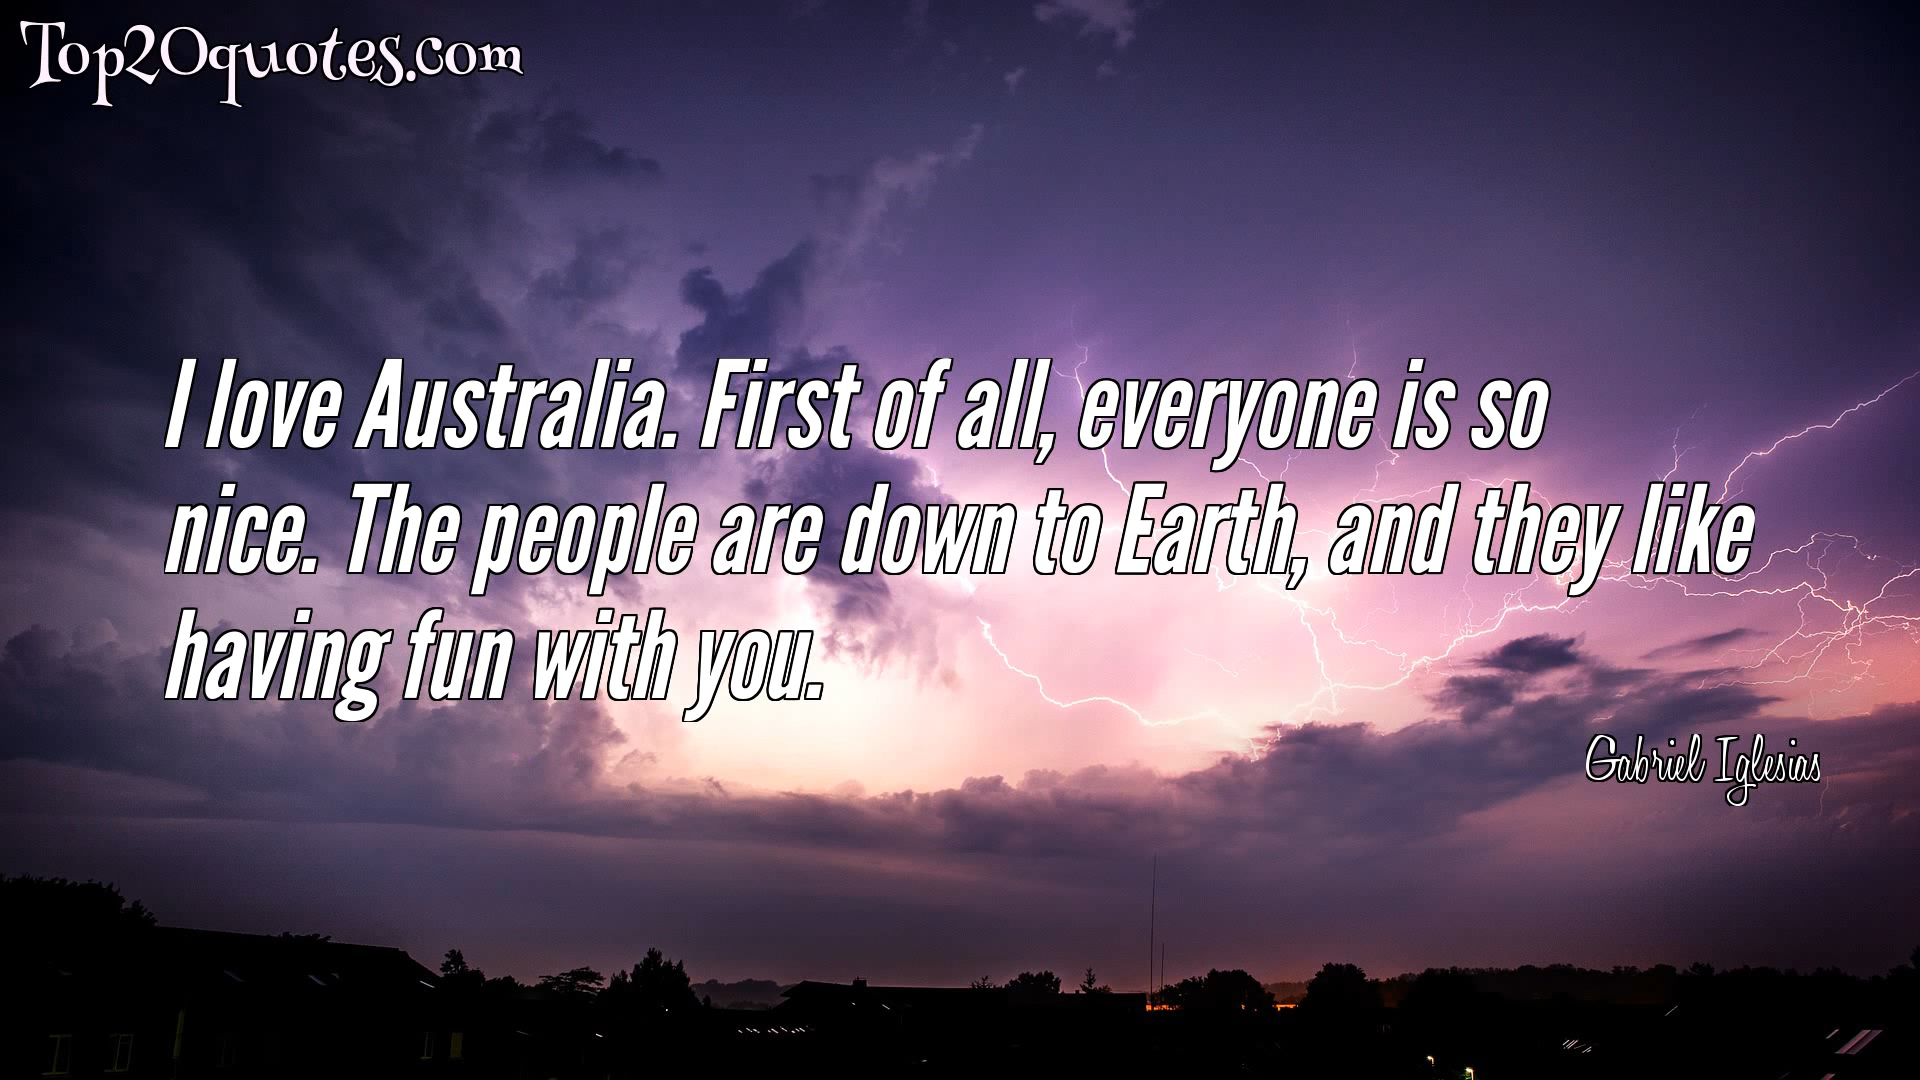 Top20quotes.com
I love Australia. First of all, everyone is so
nice. The people are down to Earth, and they like
having fun with you.
Gabriel Iglesias